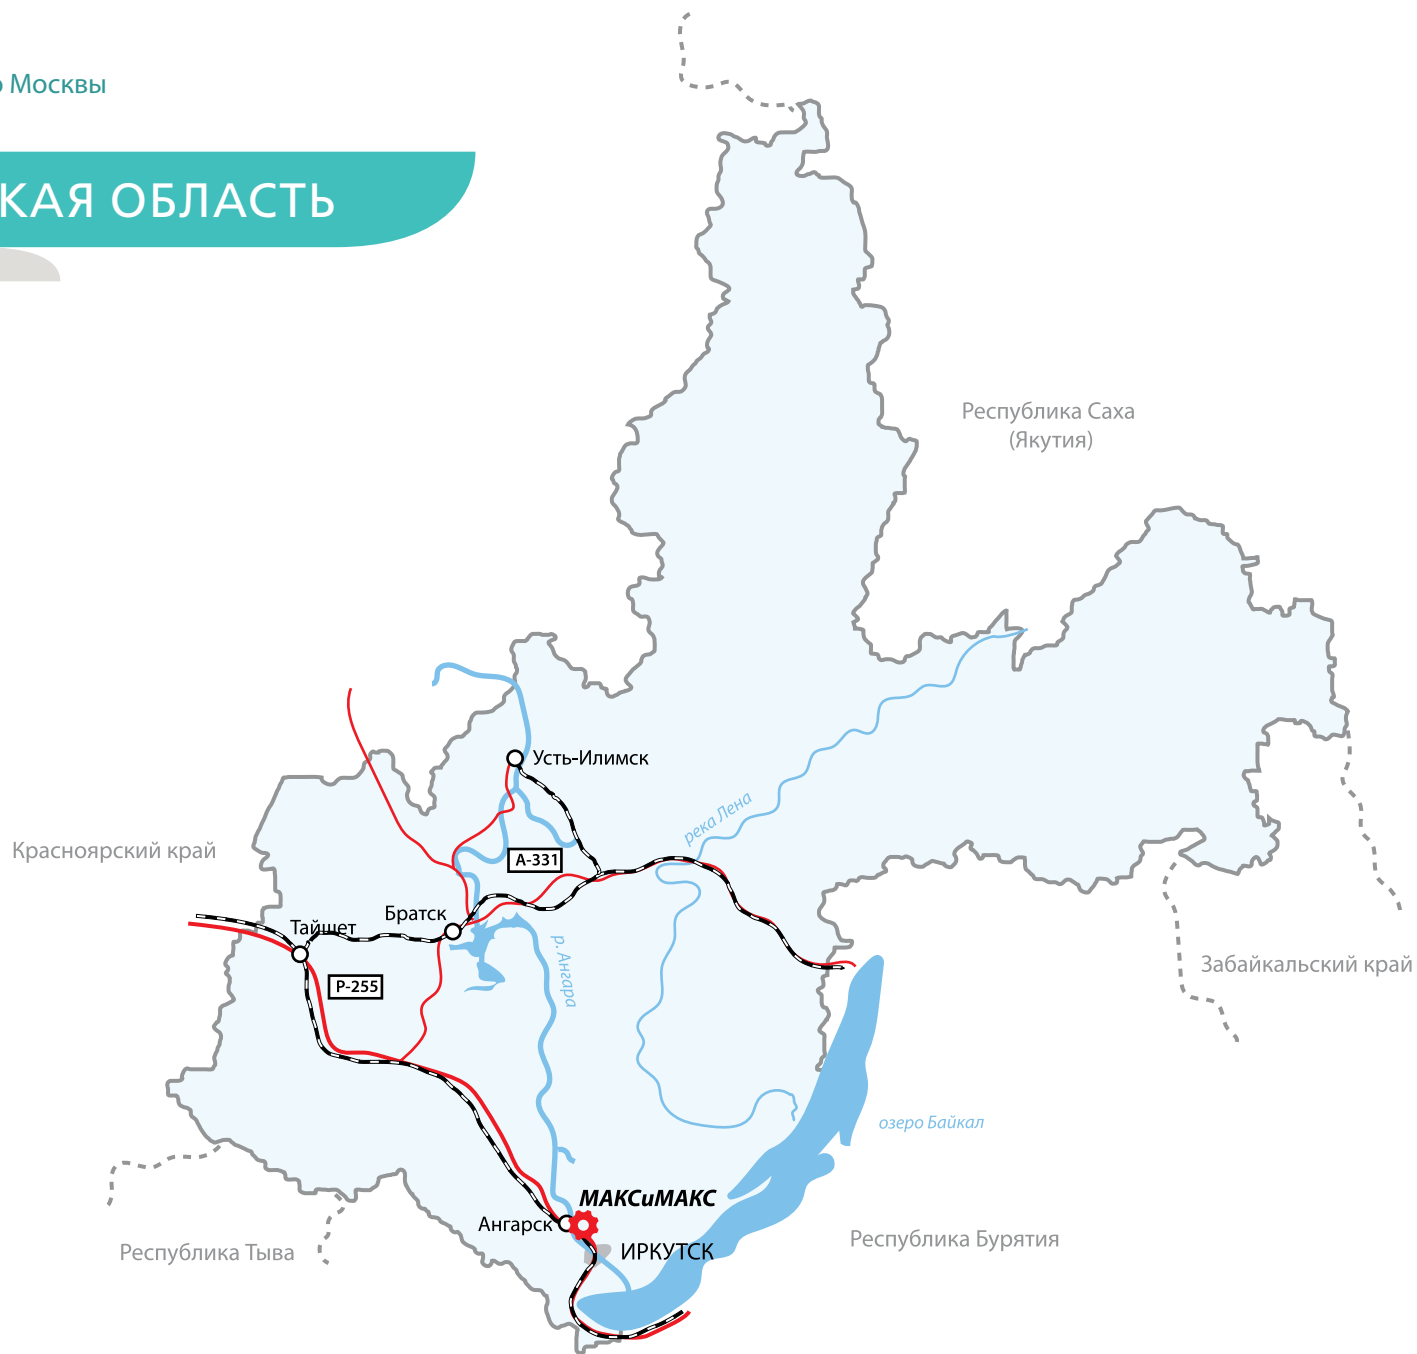 о Москвы
КАЯ ОБЛАСТЬ
Республика Саха
(Якутия)
Усть-Илимск
река Лена
Красноярский край
А-331
Братск
Тайшет
р. Ангара
Забайкальский край
Р-255
озеро Байкал
МАКСиМАКС
Ангарск
Республика Бурятия
Республика Тыва
ИРКУТСК